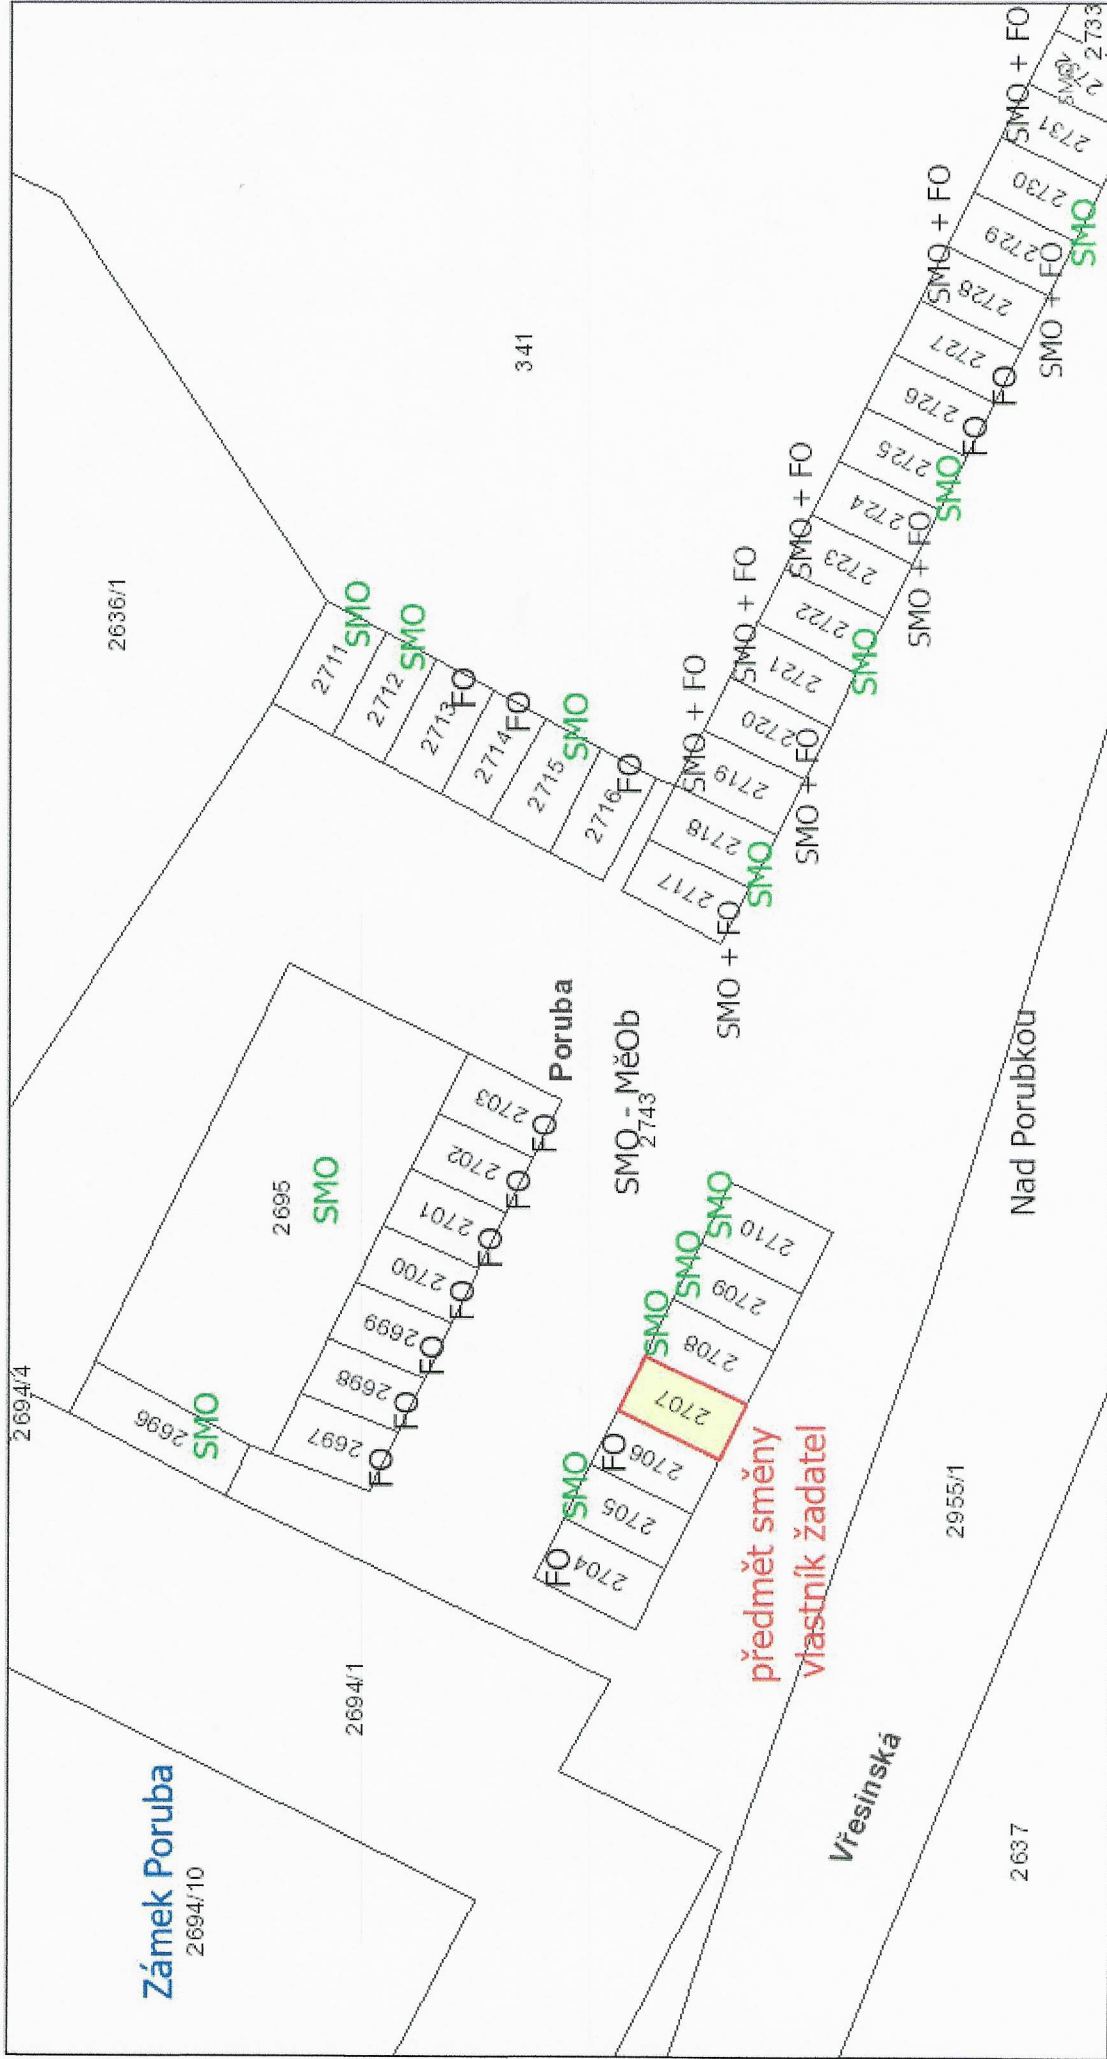 Zámek Poruba
2694/10
2694/1
2694/4
2636/1
341
2695
SMO
2696
SMO
2697
FO
2698
FO
2699
FO
2700
FO
2701
FO
2702
FO
2703
FO
Poruba
SMO - MěOb
2743
2704
FO
2705
SMO
2706
FO
2707
2708
SMO
2709
SMO
2710
SMO
předmět směny
vlastník žadatel
2711
SMO
2712
SMO
2713
FO
2714
FO
2715
SMO
2716
FO
2717
SMO + FO
2718
SMO
2719
SMO + FO
2720
SMO + FO
2721
SMO + FO
2722
SMO
2723
SMO + FO
2724
SMO + FO
2725
SMO
2726
FO
2727
FO
2728
SMO + FO
2729
SMO + FO
2730
SMO
2731
SMO + FO
2733
Nad Porubkou
Vřesinská
2955/1
2637